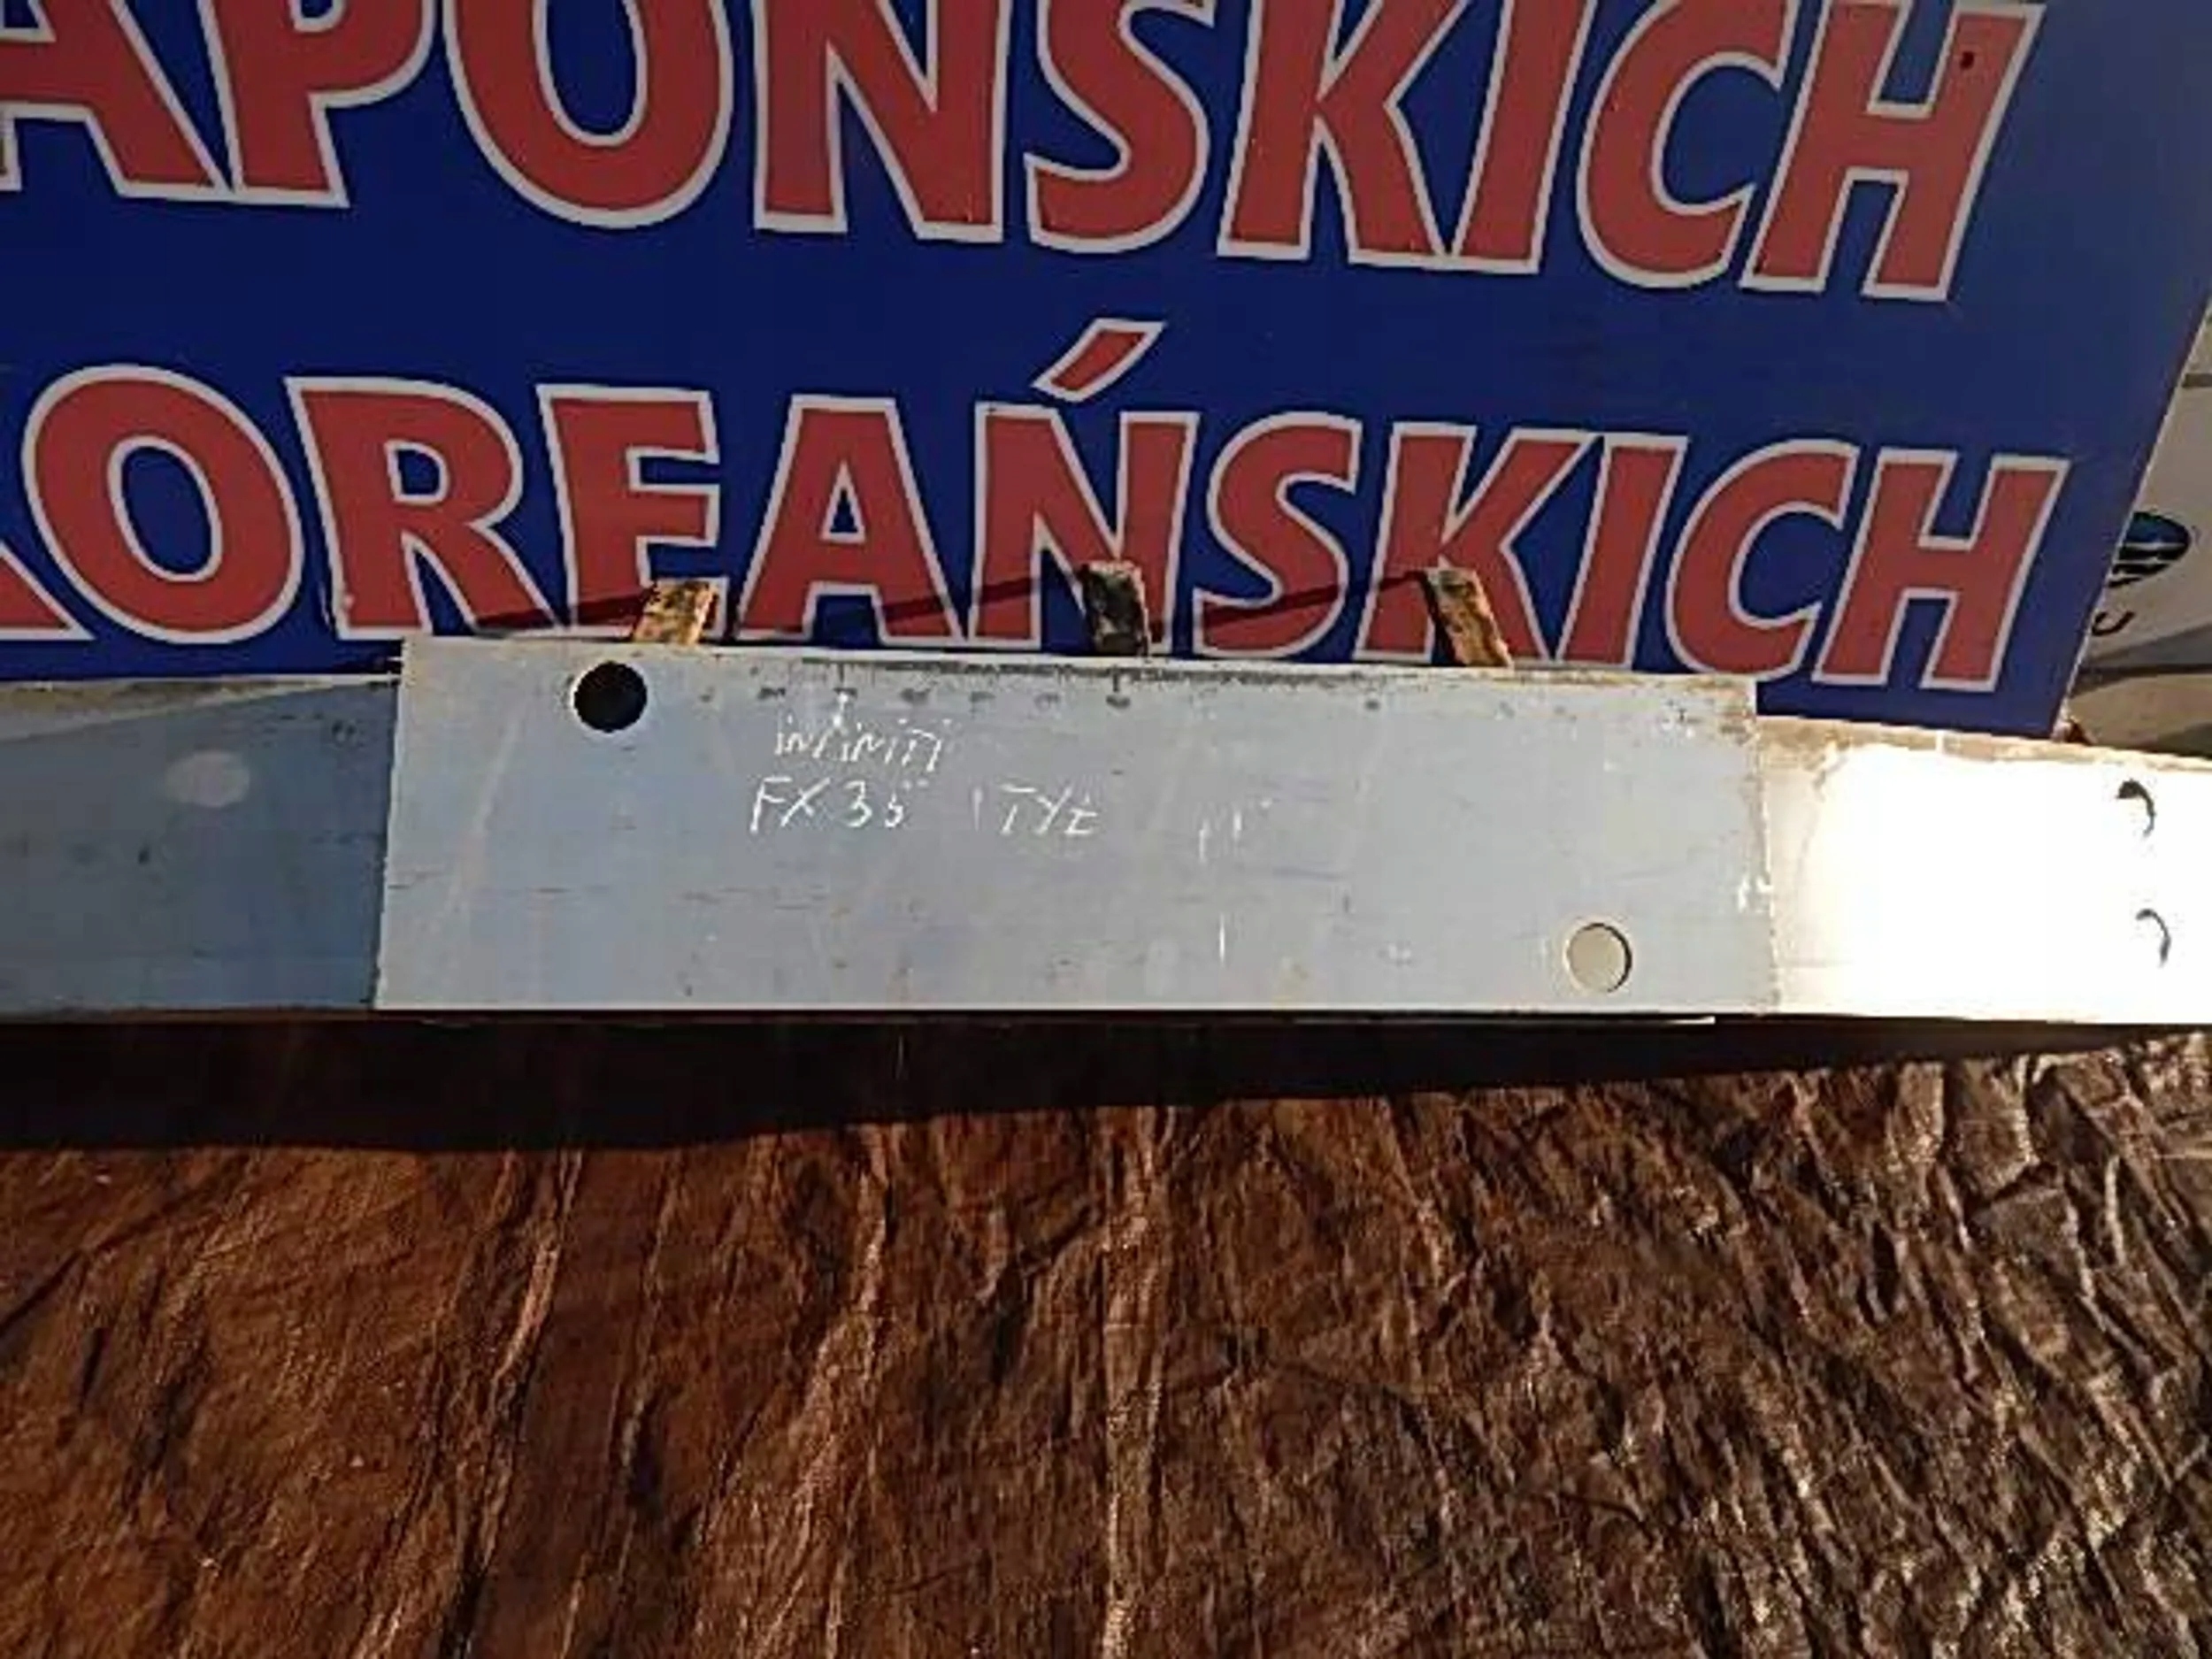 APONSKICH
KOREAŃSKICH
iNFiNiTi
FX35 TYŁ